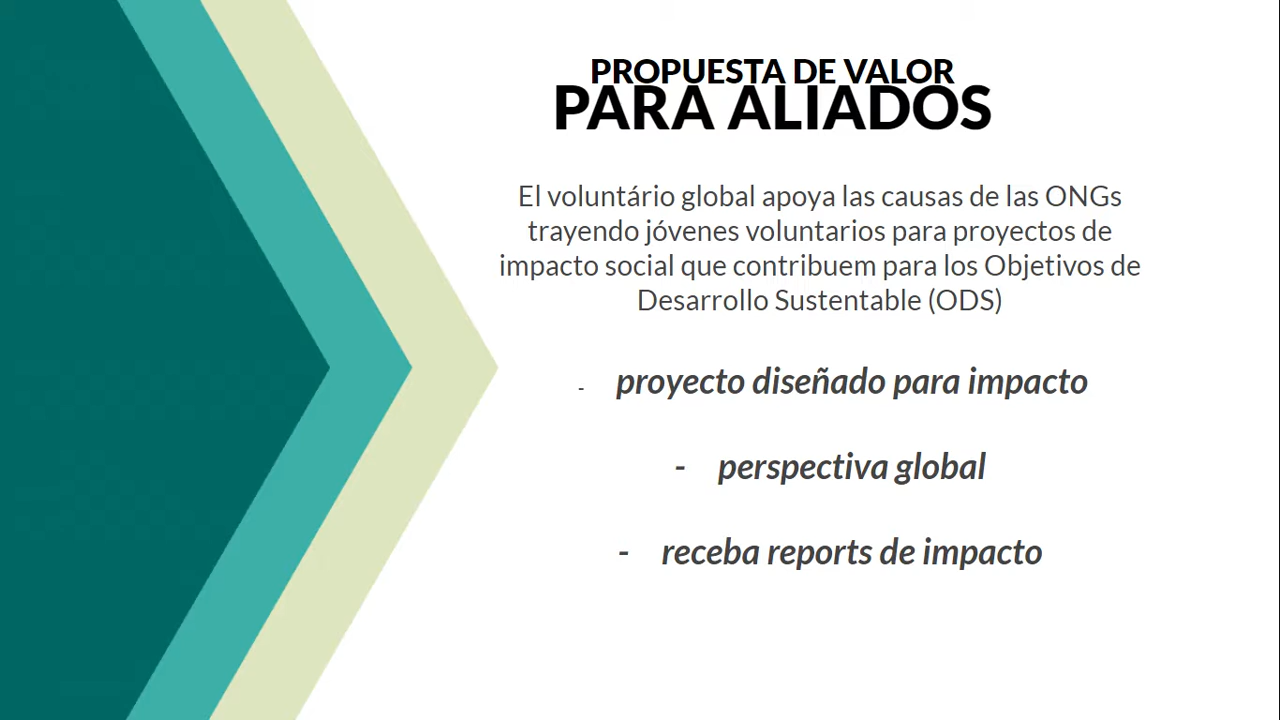 PROPUESTA DE VALOR
PARA ALIADOS
El voluntário global apoya las causas de las ONGs
trayendo jóvenes voluntarios para proyectos de
impacto social que contribuem para los Objetivos de
Desarrollo Sustentable (ODS)
- proyecto diseñado para impacto
- perspectiva global
- receba reports de impacto